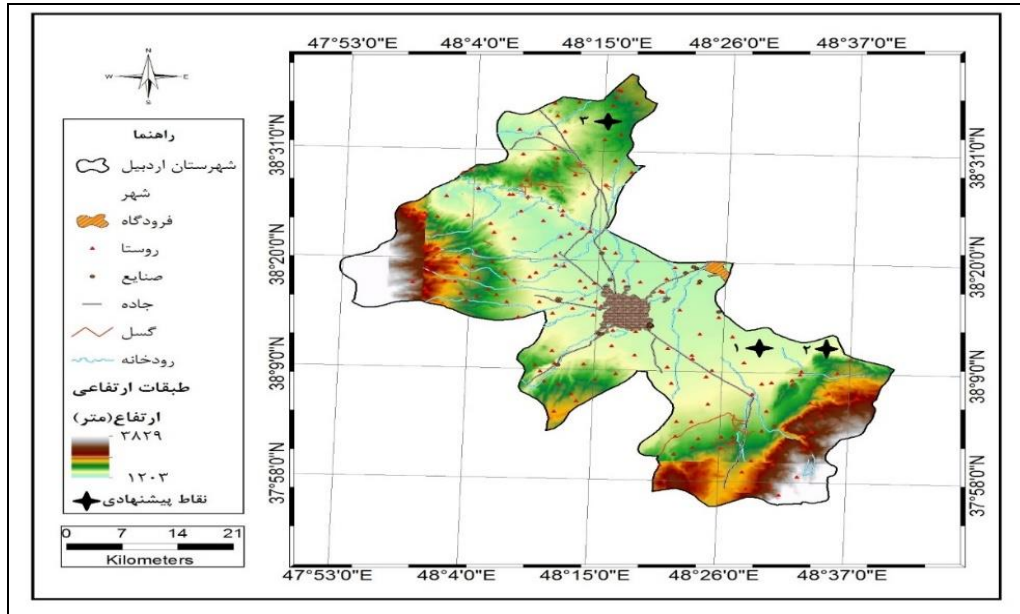 47°53'0"E 48°4'0"E 48°15'0"E 48°26'0"E 48°37'0"E
N
W E
S
راهنما
شهرستان اردبیل
شهر
فرودگاه
روستا
صنایع
جاده
گسل
رودخانه
طبقات ارتفاعی
ارتفاع(متر)
۳۸۲۹
۱۲۰۳
نقاط پیشنهادی
0 7 14 21
Kilometers
38°31'0"N
38°20'0"N
38°9'0"N
37°58'0"N
۳
۱
۲
38°31'0"N
38°20'0"N
38°9'0"N
37°58'0"N
47°53'0"E 48°4'0"E 48°15'0"E 48°26'0"E 48°37'0"E